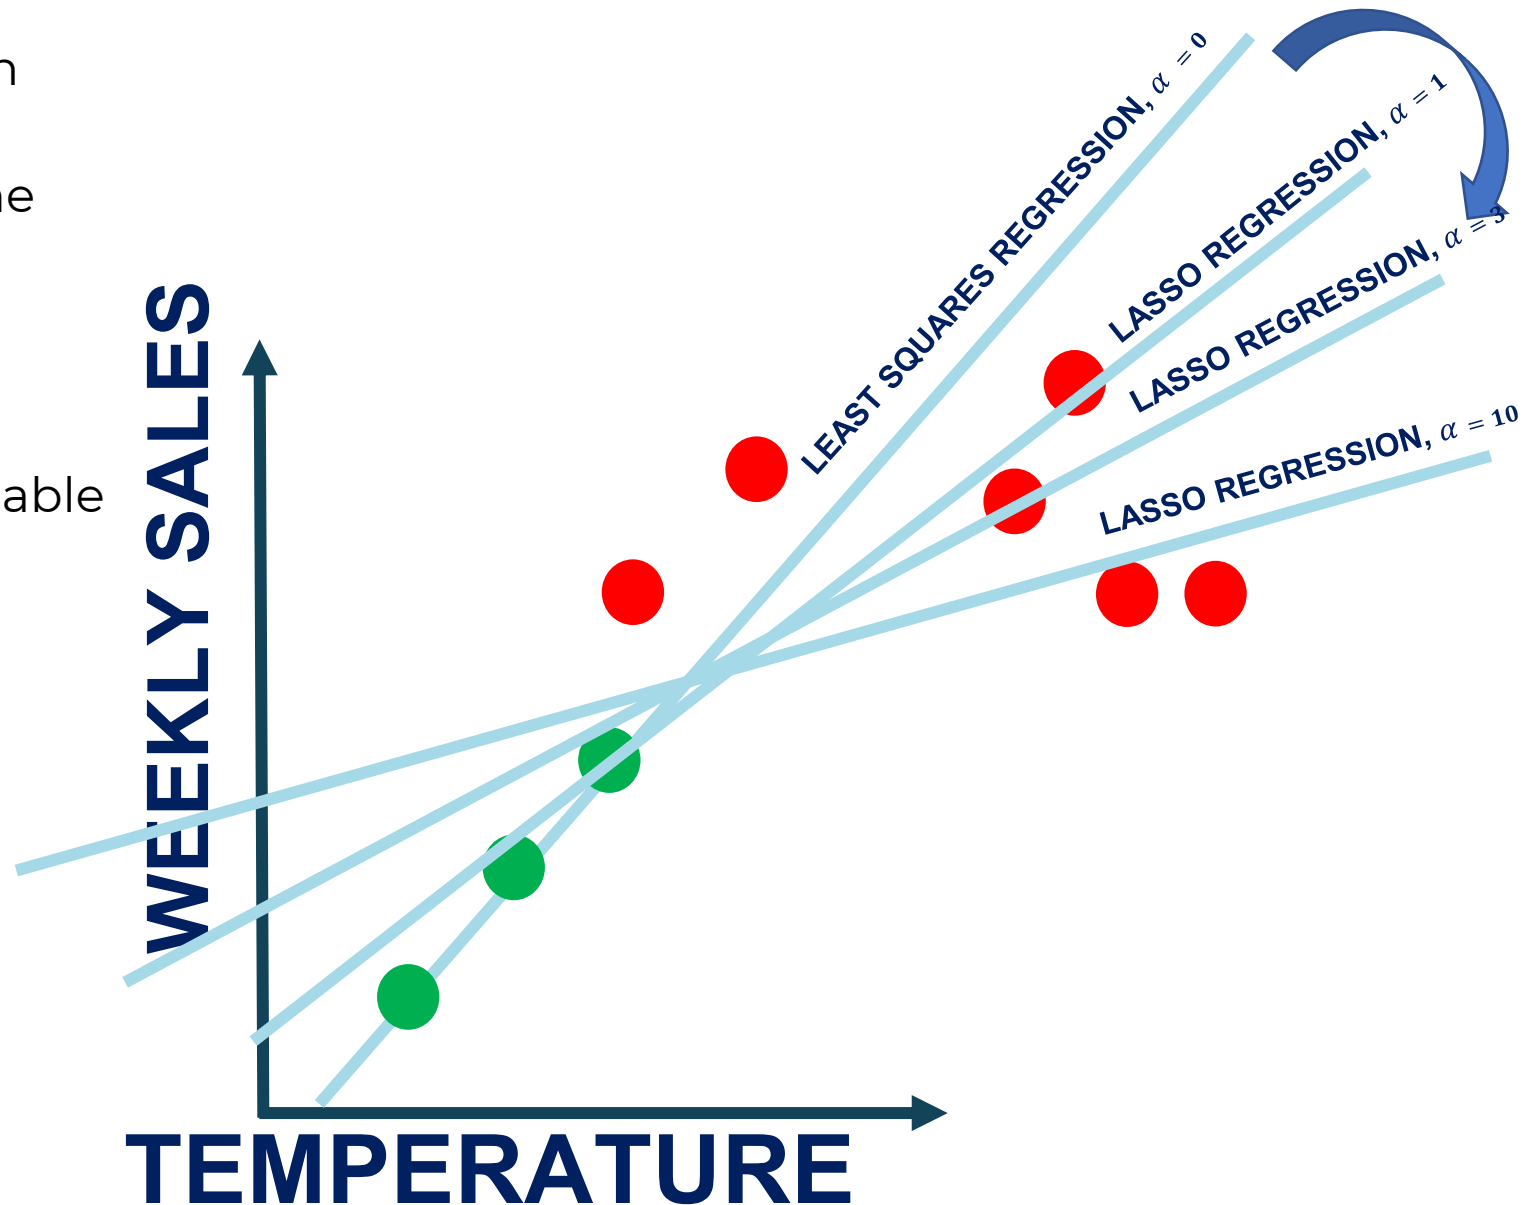 n
ne
able
WEEKLY SALES
LEAST SQUARES REGRESSION, α = 0
LASSO REGRESSION, α = 1
LASSO REGRESSION, α = 3
LASSO REGRESSION, α = 10
TEMPERATURE